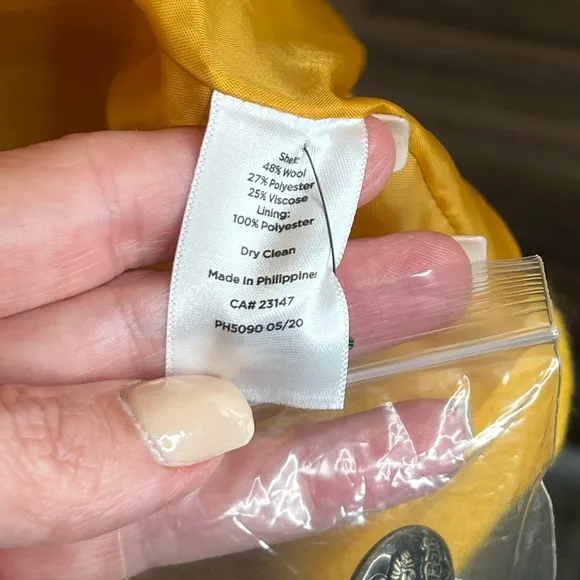 Shell:
48% Wool
27% Polyester
25% Viscose
Lining:
100% Polyester
Dry Clean
Made in Philippines
CA# 23147
PH5090 05/20